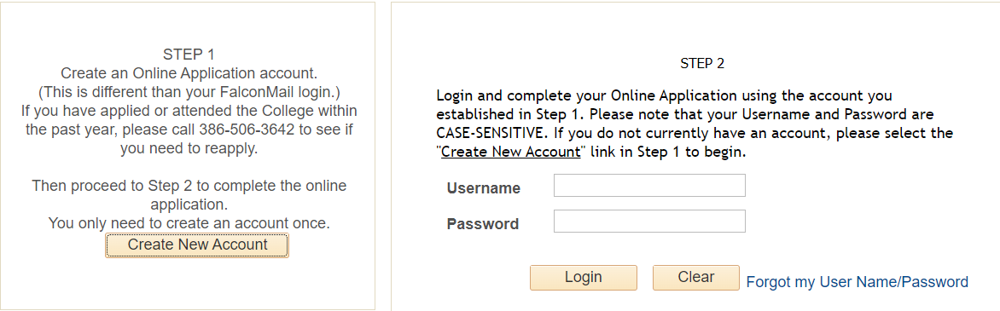 STEP 1
Create an Online Application account.
(This is different than your FalconMail login.)
If you have applied or attended the College within
the past year, please call 386-506-3642 to see if
you need to reapply.
Then proceed to Step 2 to complete the online
application.
You only need to create an account once.
Create New Account
STEP 2
Login and complete your Online Application using the account you
established in Step 1. Please note that your Username and Password are
CASE-SENSITIVE. If you do not currently have an account, please select the
"Create New Account" link in Step 1 to begin.
Username
Password
Login Clear Forgot my User Name/Password